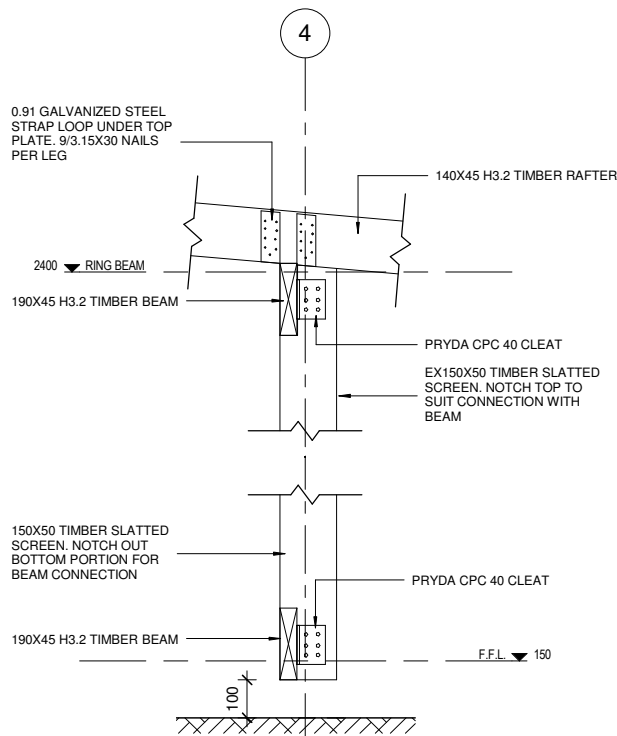 4
0.91 GALVANIZED STEEL
STRAP LOOP UNDER TOP
PLATE. 9/3.15X30 NAILS
PER LEG
140X45 H3.2 TIMBER RAFTER
2400 RING BEAM
190X45 H3.2 TIMBER BEAM
PRYDA CPC 40 CLEAT
EX150X50 TIMBER SLATTED
SCREEN. NOTCH TOP TO
SUIT CONNECTION WITH
BEAM
150X50 TIMBER SLATTED
SCREEN. NOTCH OUT
BOTTOM PORTION FOR
BEAM CONNECTION
PRYDA CPC 40 CLEAT
190X45 H3.2 TIMBER BEAM
F.F.L. 150
100